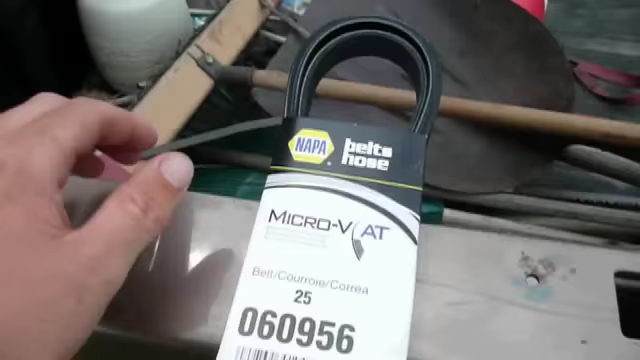 NAPA
belts
hose
MICRO-V AT
Belt/Courroie/Correa
25
060956